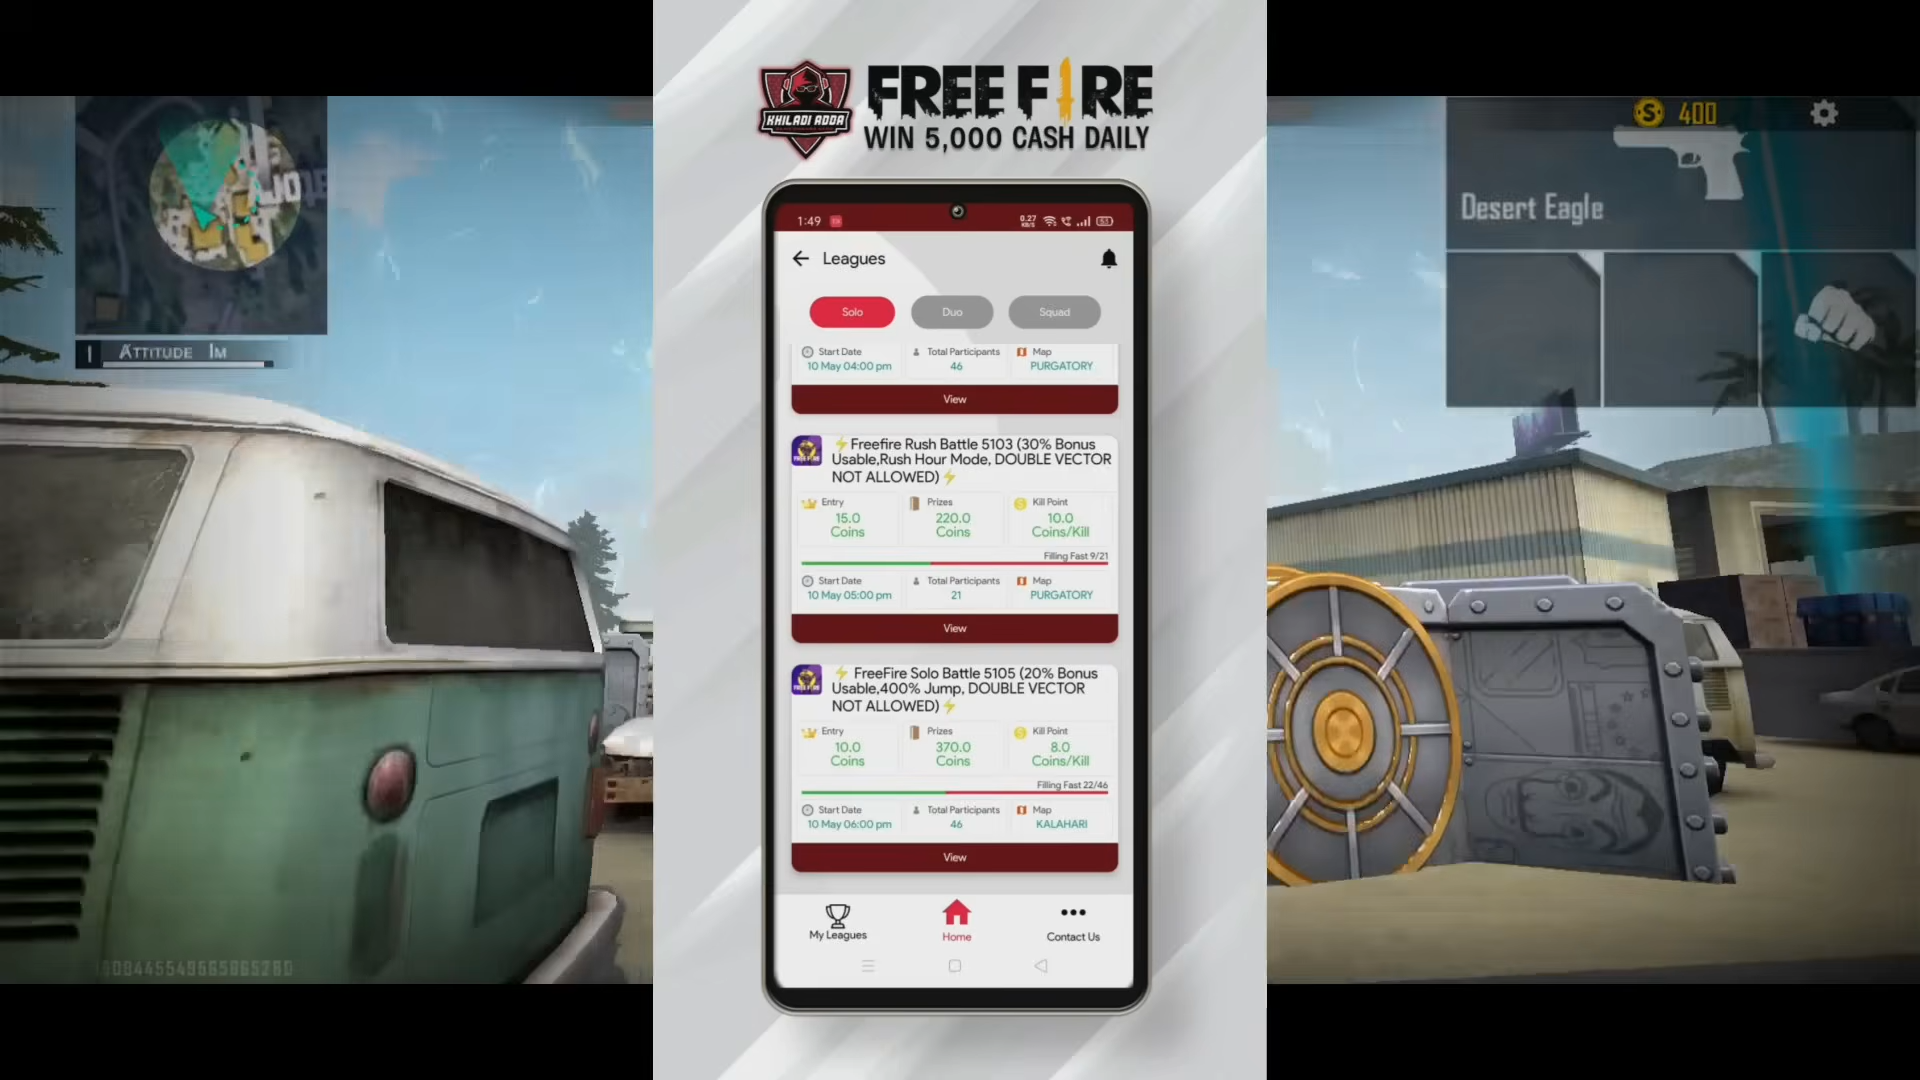 KHILADI ADDA
FREE FIRE
WIN 5,000 CASH DAILY
400
Desert Eagle
1 ATTITUDE 1M
1:49
0.27
KB/S
Leagues
Solo
Duo
Squad
Start Date
10 May 04:00 pm
Total Participants
46
Map
PURGATORY
View
⚡Freefire Rush Battle 5103 (30% Bonus
Usable,Rush Hour Mode, DOUBLE VECTOR
NOT ALLOWED)⚡
Entry
15.0
Coins
Prizes
220.0
Coins
Kill Point
10.0
Coins/Kill
Filling Fast 9/21
Start Date
10 May 05:00 pm
Total Participants
21
Map
PURGATORY
View
⚡ FreeFire Solo Battle 5105 (20% Bonus
Usable,400% Jump, DOUBLE VECTOR
NOT ALLOWED)⚡
Entry
10.0
Coins
Prizes
370.0
Coins
Kill Point
8.0
Coins/Kill
Filling Fast 22/46
Start Date
10 May 06:00 pm
Total Participants
46
Map
KALAHARI
View
My Leagues
Home
Contact Us